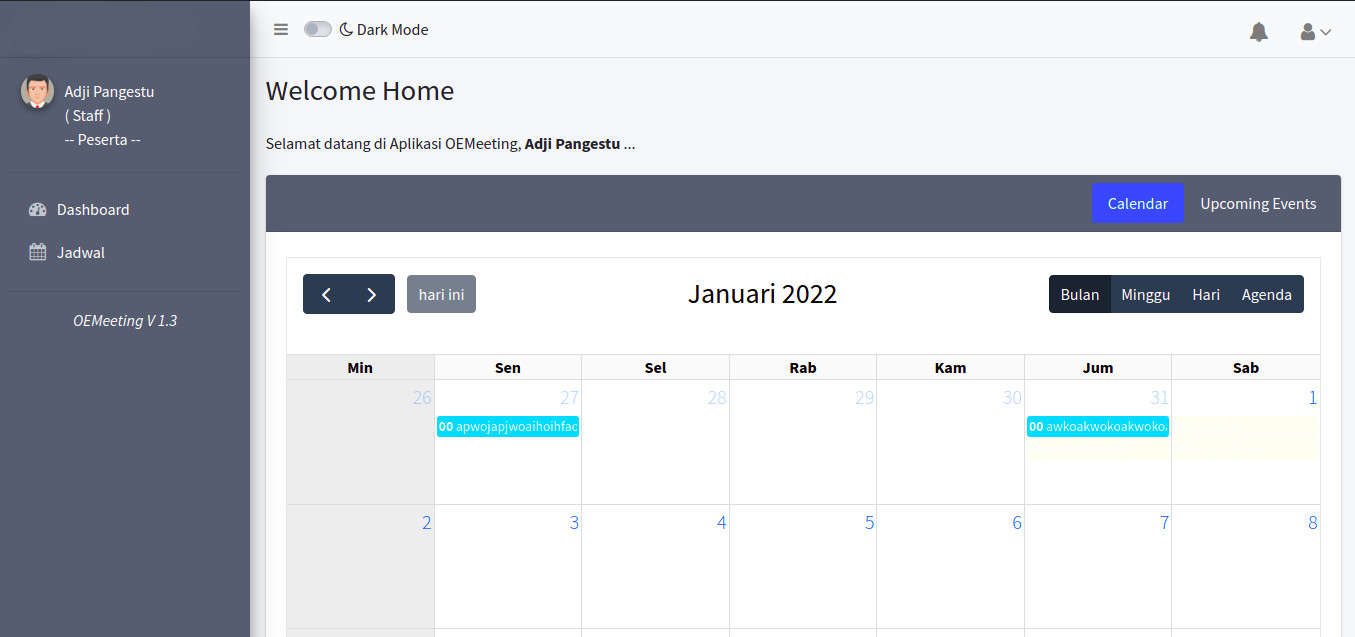 Dark Mode
Adji Pangestu
( Staff )
-- Peserta --
Dashboard
Jadwal
OEMeeting V 1.3
Welcome Home
Selamat datang di Aplikasi OEMeeting, Adji Pangestu ...
Calendar Upcoming Events
hari ini Januari 2022 Bulan Minggu Hari Agenda
Min Sen Sel Rab Kam Jum Sab
26 27 28 29 30 31 1
00 apwojapjwoaihoihfac 00 awkoakwokoakwoko
2 3 4 5 6 7 8